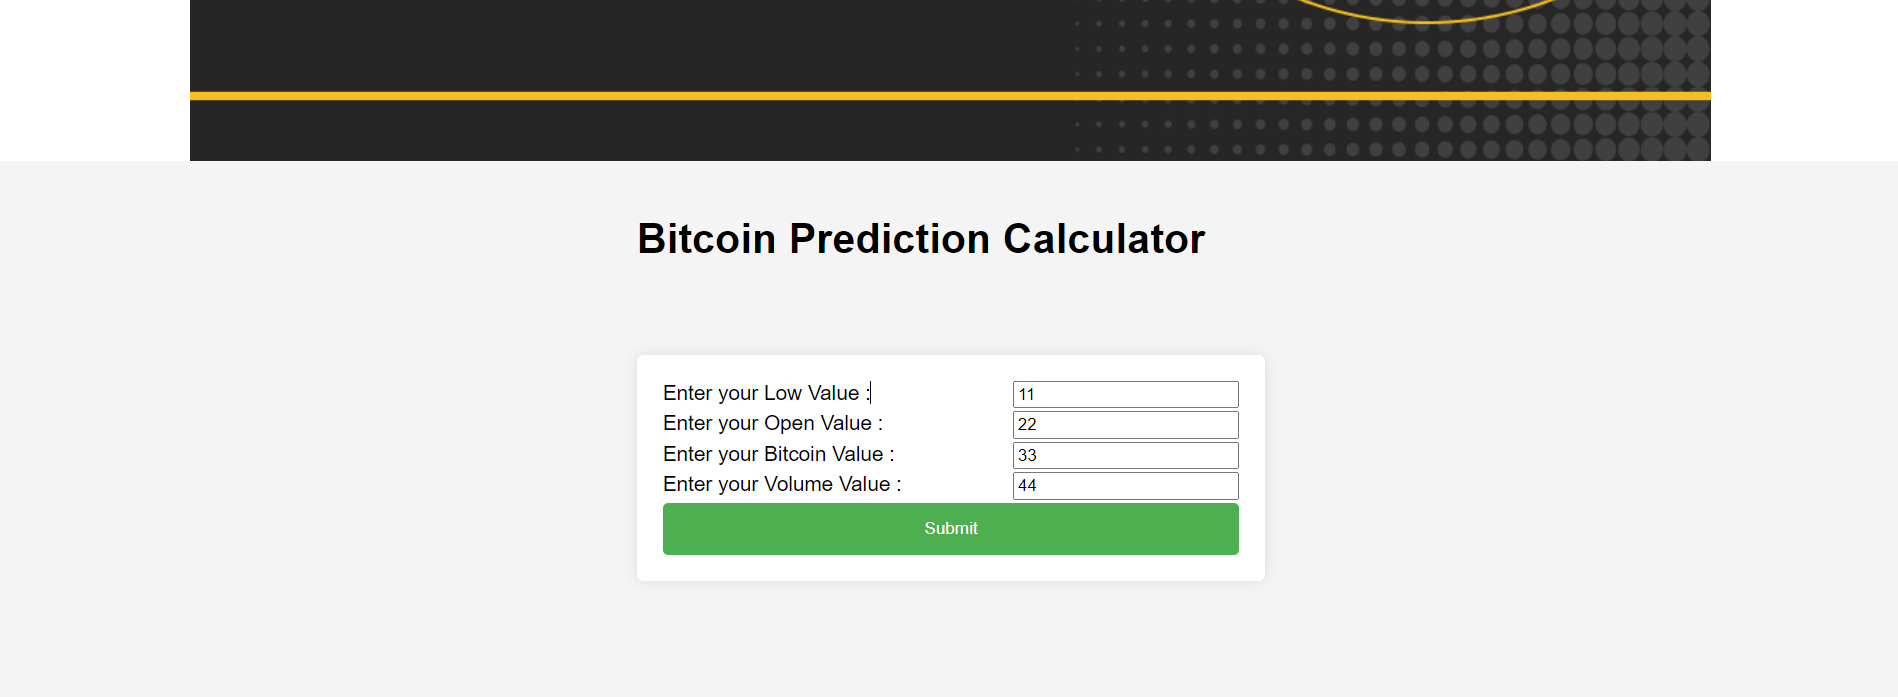 Bitcoin Prediction Calculator
Enter your Low Value : 11
Enter your Open Value : 22
Enter your Bitcoin Value : 33
Enter your Volume Value : 44
Submit